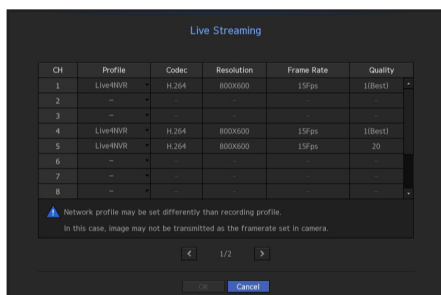 Live Streaming
CH Profile Codec Resolution Frame Rate Quality
1 Live4NVR H.264 800X600 15Fps 1(Best)
2 – – – – –
3 – – – – –
4 Live4NVR H.264 800X600 15Fps 1(Best)
5 Live4NVR H.264 800X600 15Fps 20
6 – – – – –
7 – – – – –
8 – – – – –
Network profile may be set differently than recording profile.
In this case, image may not be transmitted as the framerate set in camera.
< 1/2 >
OK Cancel